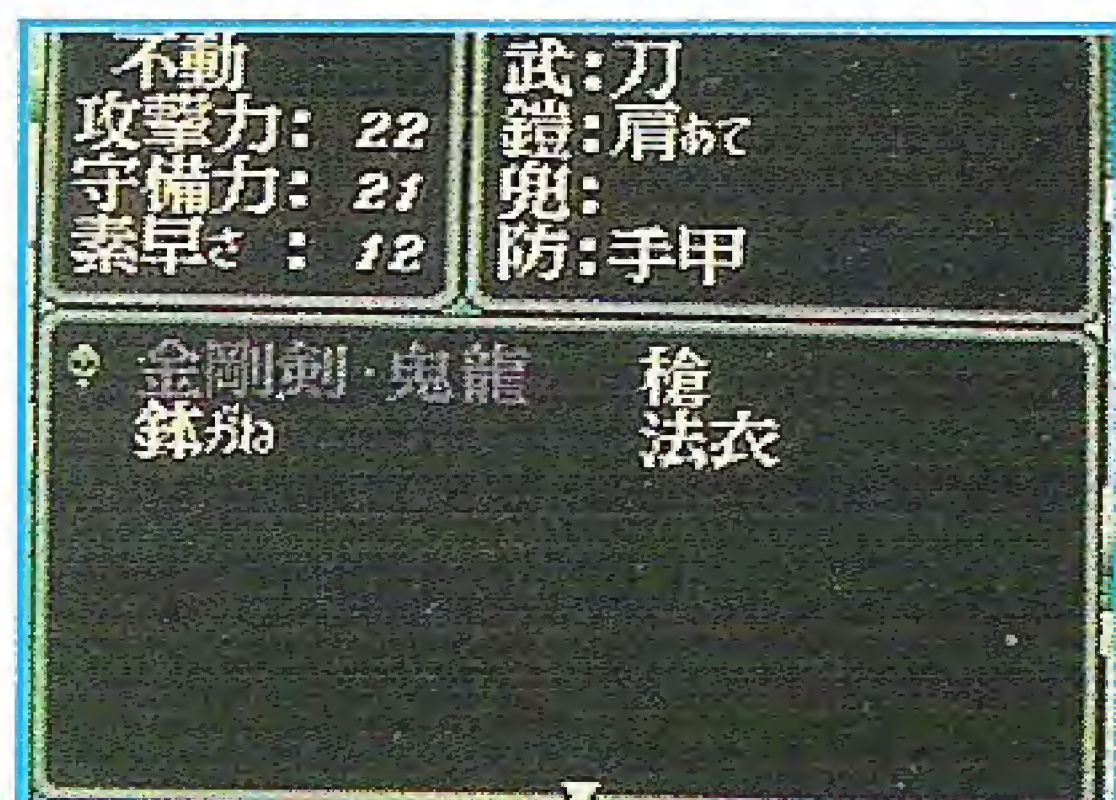 不動
攻撃力: 22
守備力: 21
素早さ : 12
武:刀
鎧:肩あて
兜:
防:手甲
金剛剣・鬼龍 槍
鉢がね 法衣